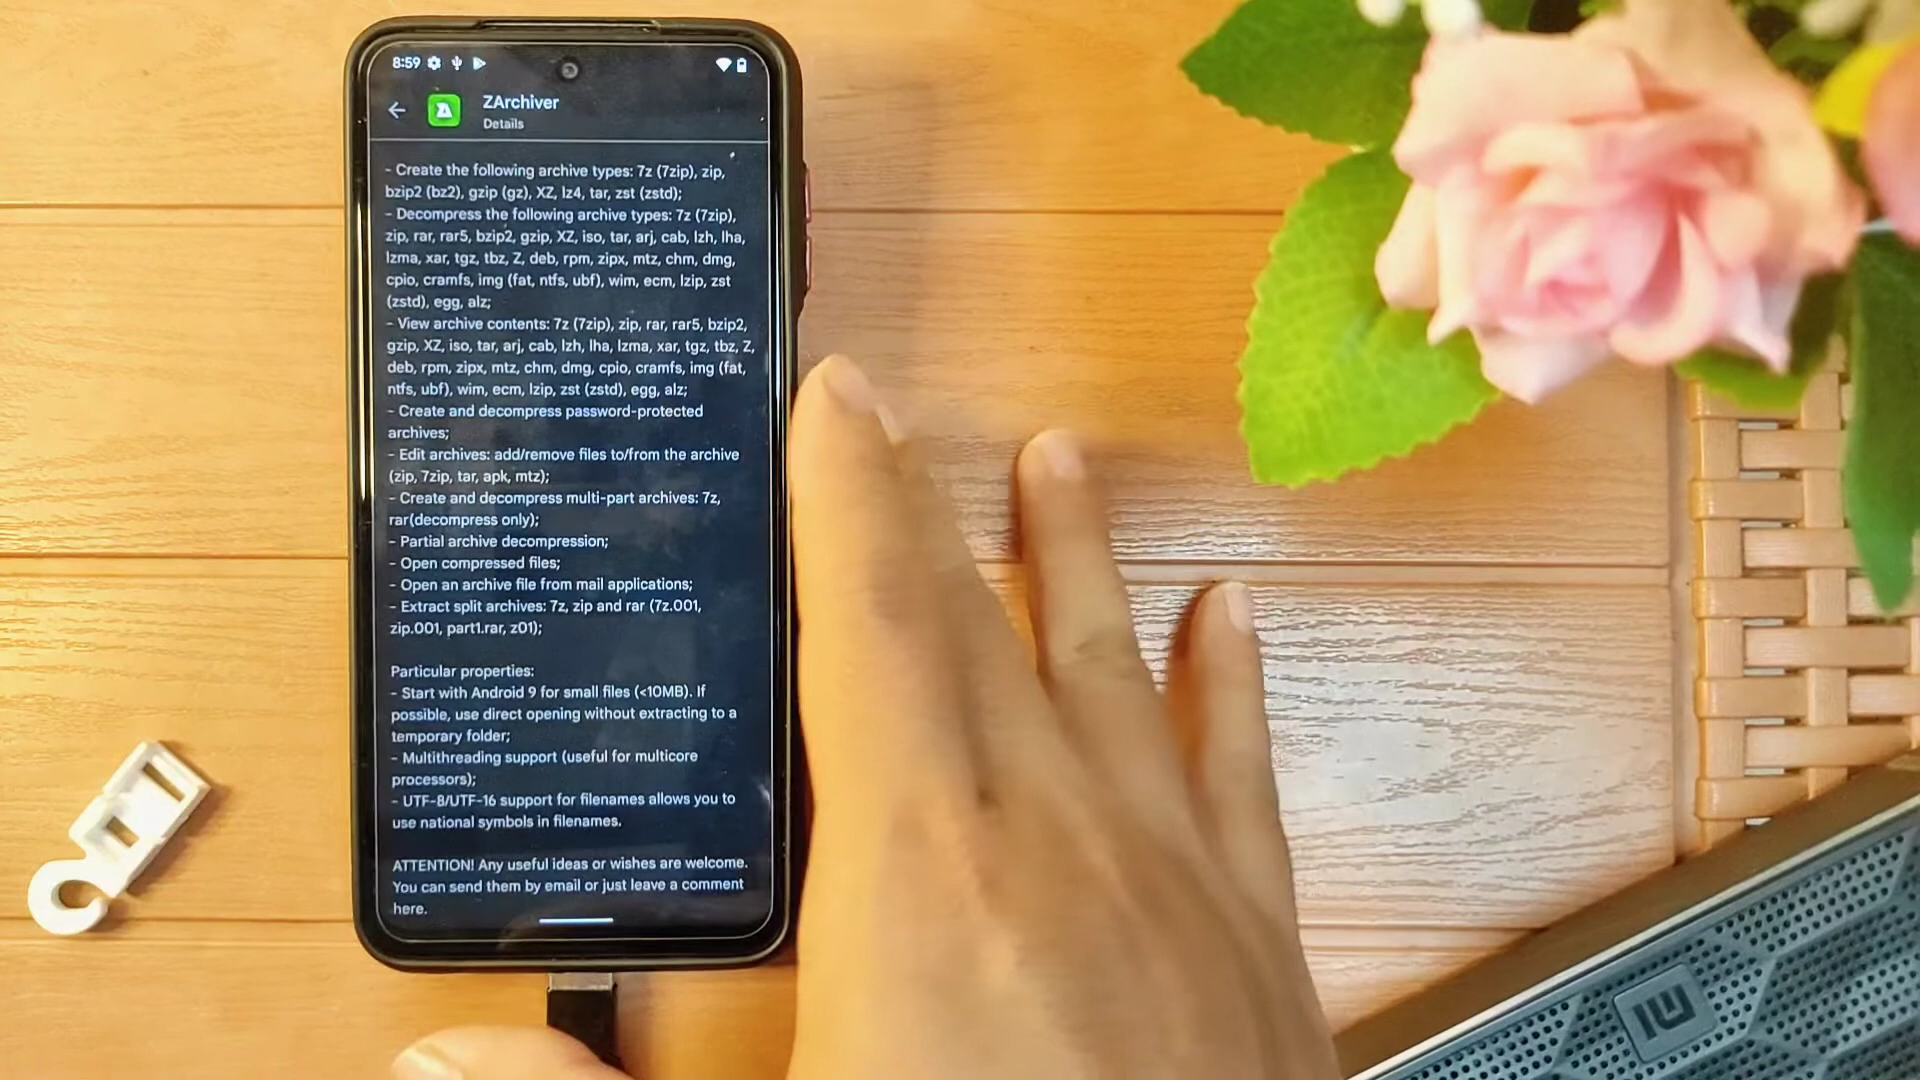 8:59
ZArchiver
Details
- Create the following archive types: 7z (7zip), zip,
bzip2 (bz2), gzip (gz), XZ, lz4, tar, zst (zstd);
- Decompress the following archive types: 7z (7zip),
zip, rar, rar5, bzip2, gzip, XZ, iso, tar, arj, cab, lzh, lha,
lzma, xar, tgz, tbz, Z, deb, rpm, zipx, mtz, chm, dmg,
cpio, cramfs, img (fat, ntfs, ubf), wim, ecm, lzip, zst
(zstd), egg, alz;
- View archive contents: 7z (7zip), zip, rar, rar5, bzip2,
gzip, XZ, iso, tar, arj, cab, lzh, lha, lzma, xar, tgz, tbz, Z,
deb, rpm, zipx, mtz, chm, dmg, cpio, cramfs, img (fat,
ntfs, ubf), wim, ecm, lzip, zst (zstd), egg, alz;
- Create and decompress password-protected
archives;
- Edit archives: add/remove files to/from the archive
(zip, 7zip, tar, apk, mtz);
- Create and decompress multi-part archives: 7z,
rar(decompress only);
- Partial archive decompression;
- Open compressed files;
- Open an archive file from mail applications;
- Extract split archives: 7z, zip and rar (7z.001,
zip.001, part1.rar, z01);
Particular properties:
- Start with Android 9 for small files (<10MB). If
possible, use direct opening without extracting to a
temporary folder;
- Multithreading support (useful for multicore
processors);
- UTF-8/UTF-16 support for filenames allows you to
use national symbols in filenames.
ATTENTION! Any useful ideas or wishes are welcome.
You can send them by email or just leave a comment
here.